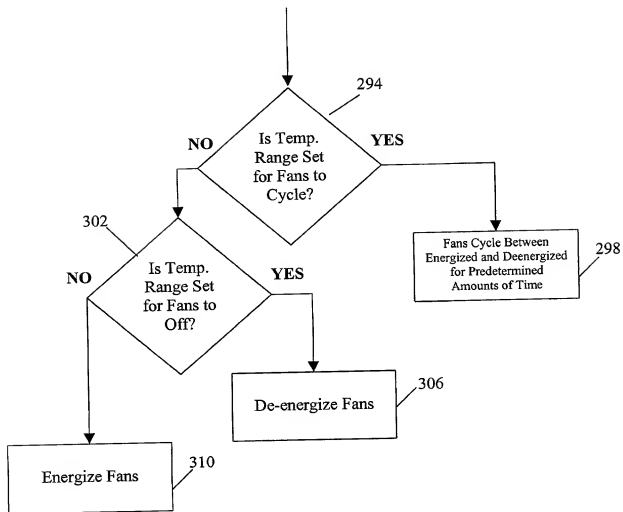 294
NO
Is Temp.
Range Set
for Fans to
Cycle?
YES
302
NO
Is Temp.
Range Set
for Fans to
Off?
YES
Fans Cycle Between
Energized and Deenergized
for Predetermined
Amounts of Time
298
De-energize Fans
306
Energize Fans
310